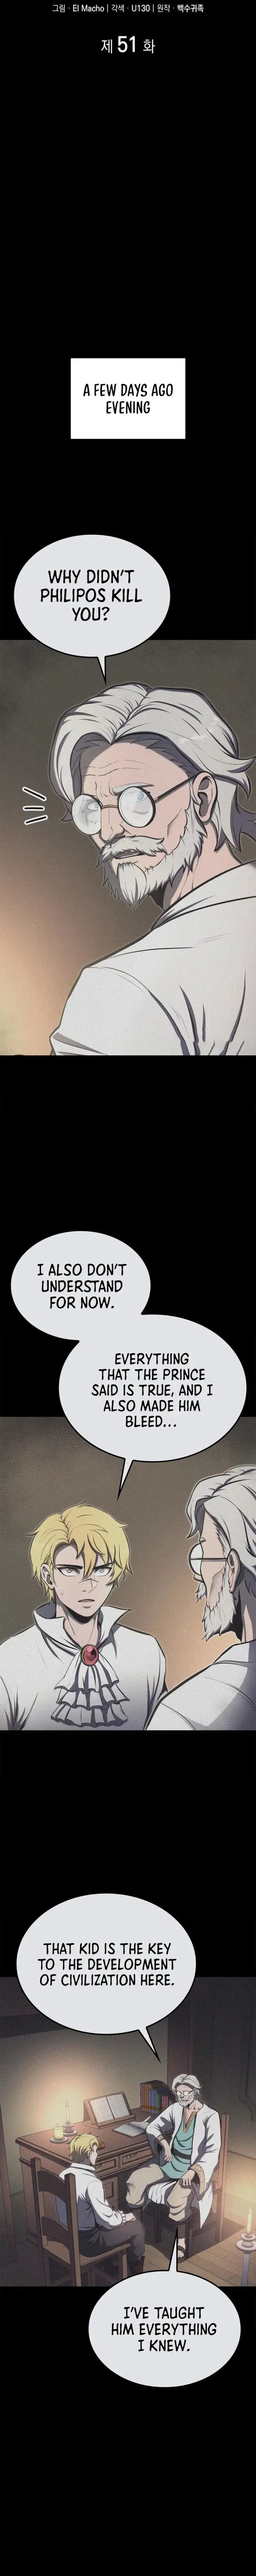 그림 · El Macho | 각색 · U130 | 원작 · 백수귀족
제 51 화
A FEW DAYS AGO
EVENING
WHY DIDN'T
PHILIPOS KILL
YOU?
I ALSO DON'T
UNDERSTAND
FOR NOW.
EVERYTHING
THAT THE PRINCE
SAID IS TRUE, AND I
ALSO MADE HIM
BLEED...
THAT KID IS THE KEY
TO THE DEVELOPMENT
OF CIVILIZATION HERE.
I'VE TAUGHT
HIM EVERYTHING
I KNEW.